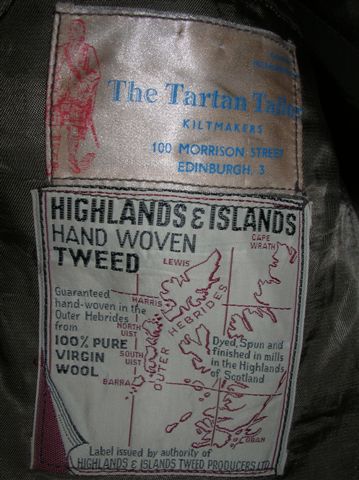 The Tartan
KILTMAKERS
100 MORRISON STREET
EDINBURGH. 3
HIGHLANDS & ISLANDS
HAND WOVEN
TWEED
CAPE
WRATH
LEWIS
Guaranteed
hand-woven in the
Outer Hebrides
from
100% PURE
VIRGIN
WOOL
HARRIS
NORTH
UIST
SOUTH
UIST
BARRA
OUTER HEBRIDES
Dyed, Spun and
finished in mills
in the Highlands
of Scotland
OBAN
Label issued by authority of
HIGHLANDS & ISLANDS TWEED PRODUCERS LTD